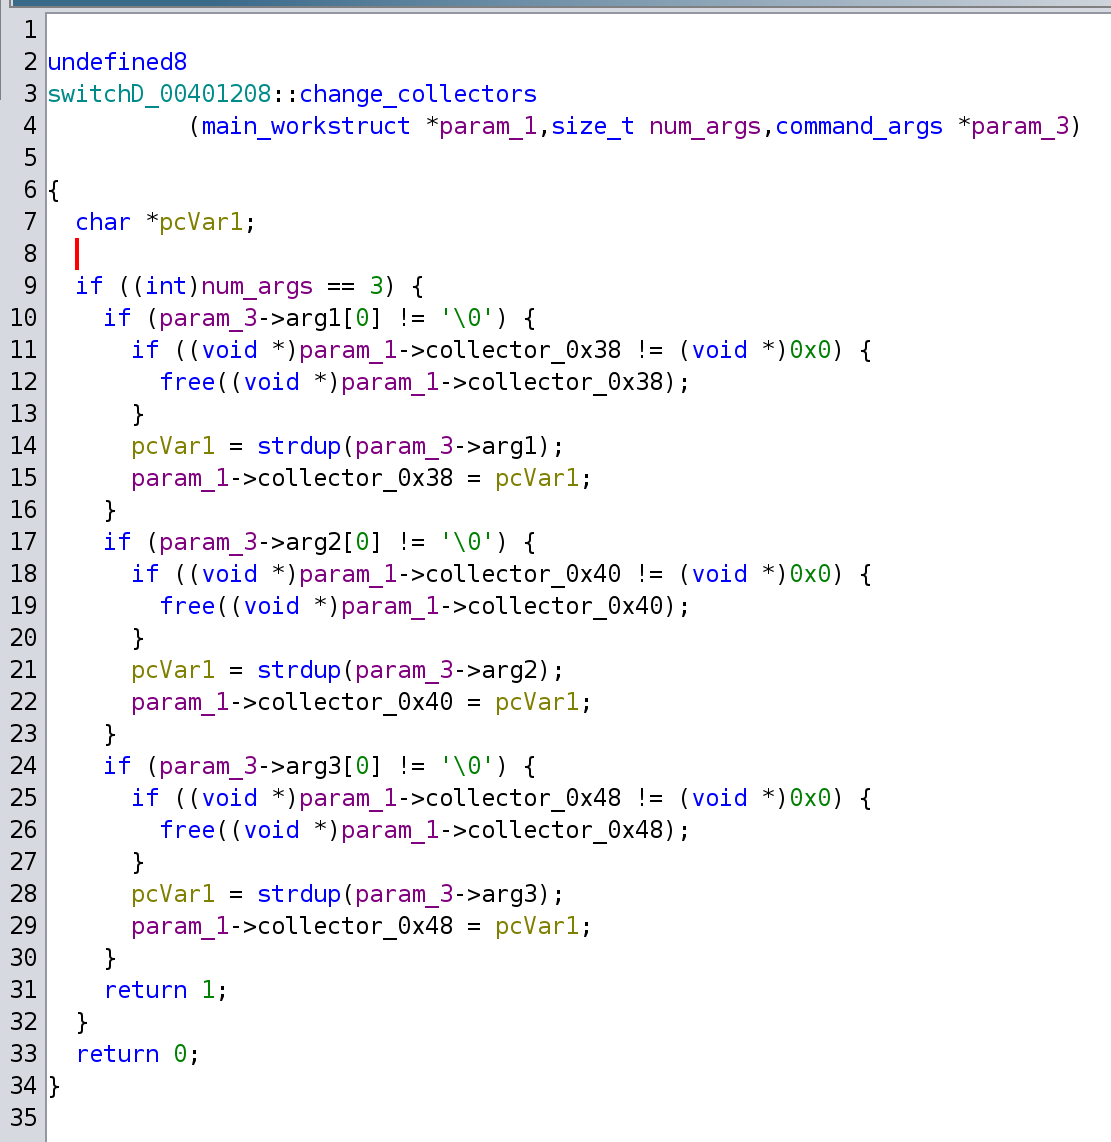 1
2 undefined8
3 switchD_00401208::change_collectors
4           (main_workstruct *param_1,size_t num_args,command_args *param_3)
5
6 {
7   char *pcVar1;
8
9   if ((int)num_args == 3) {
10     if (param_3->arg1[0] != '\0') {
11       if ((void *)param_1->collector_0x38 != (void *)0x0) {
12         free((void *)param_1->collector_0x38);
13       }
14       pcVar1 = strdup(param_3->arg1);
15       param_1->collector_0x38 = pcVar1;
16     }
17     if (param_3->arg2[0] != '\0') {
18       if ((void *)param_1->collector_0x40 != (void *)0x0) {
19         free((void *)param_1->collector_0x40);
20       }
21       pcVar1 = strdup(param_3->arg2);
22       param_1->collector_0x40 = pcVar1;
23     }
24     if (param_3->arg3[0] != '\0') {
25       if ((void *)param_1->collector_0x48 != (void *)0x0) {
26         free((void *)param_1->collector_0x48);
27       }
28       pcVar1 = strdup(param_3->arg3);
29       param_1->collector_0x48 = pcVar1;
30     }
31     return 1;
32   }
33   return 0;
34 }
35